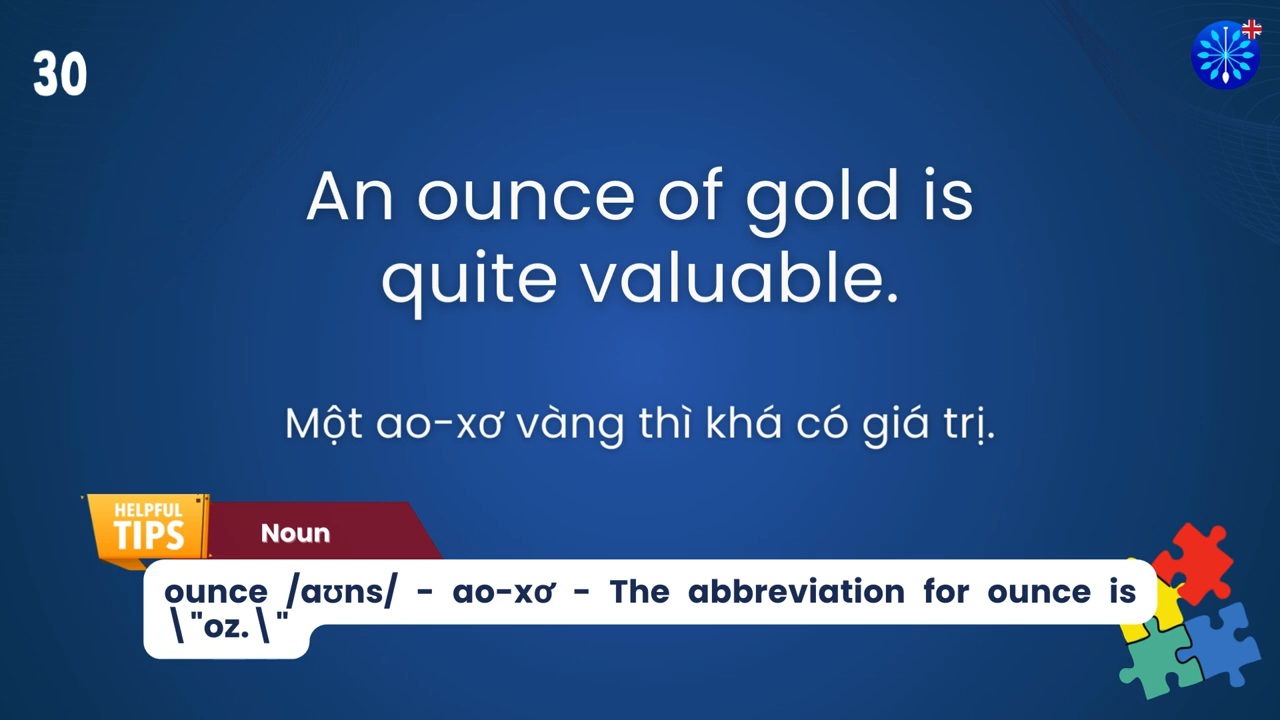 30
An ounce of gold is
quite valuable.
Một ao-xơ vàng thì khá có giá trị.
HELPFUL
TIPS
Noun
ounce /aʊns/ - ao-xơ - The abbreviation for ounce is
\"oz.\"